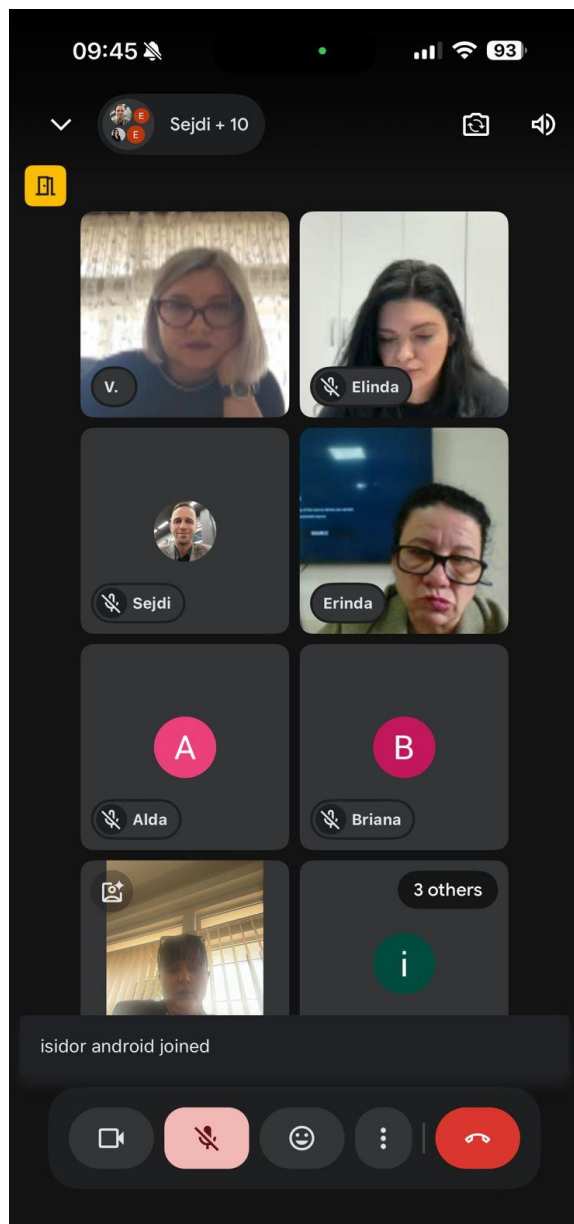 09:45
93
E
E
Sejdi + 10
V.
Elinda
Sejdi
Erinda
A
B
Alda
Briana
3 others
i
isidor android joined